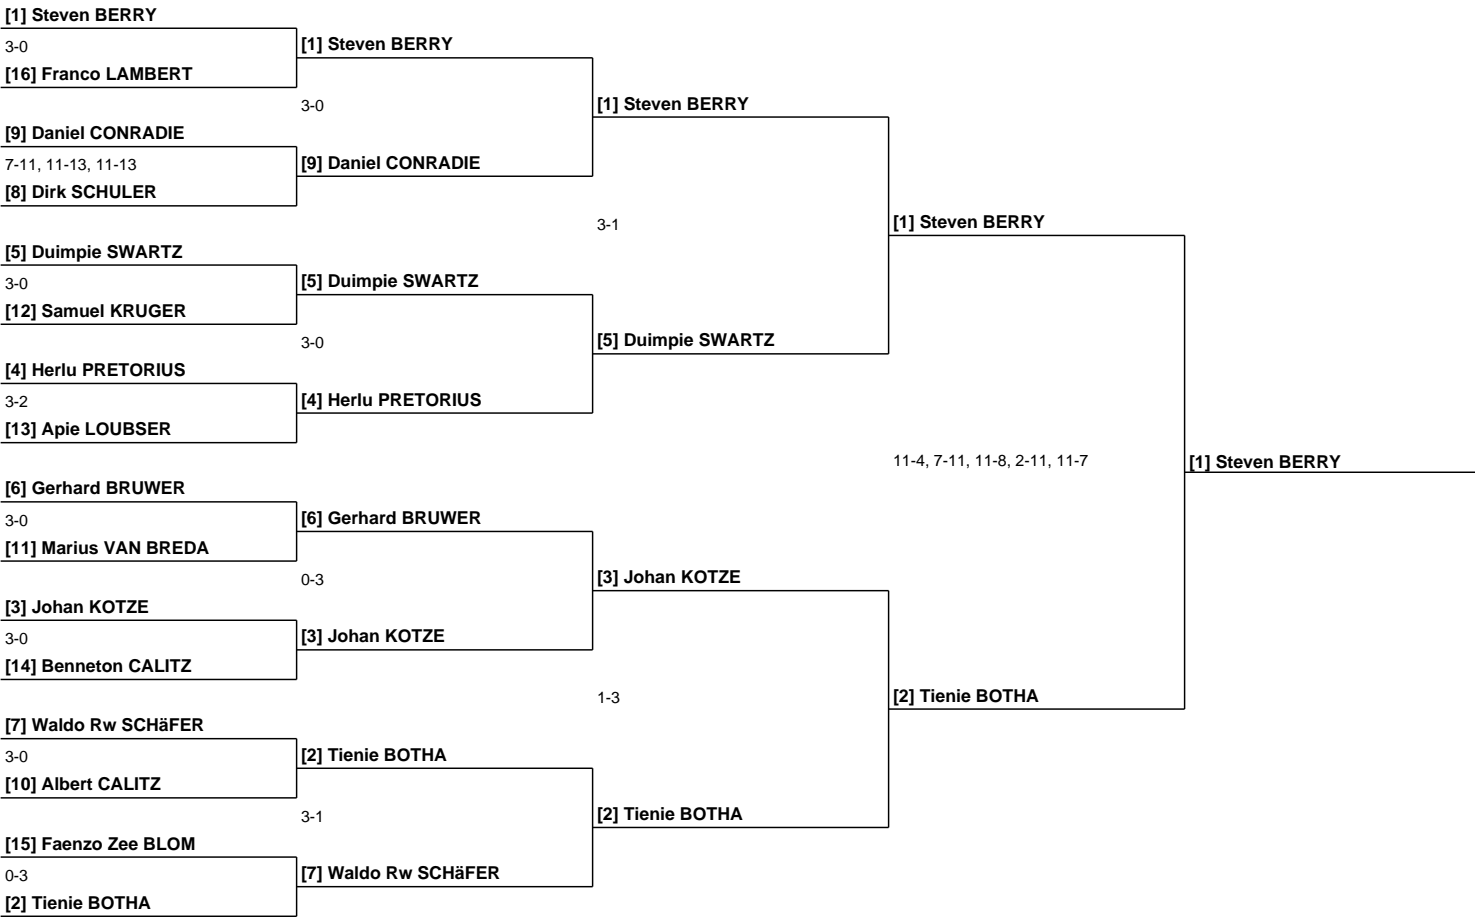 [1] Steven BERRY
3-0
[16] Franco LAMBERT
[9] Daniel CONRADIE
7-11, 11-13, 11-13
[8] Dirk SCHULER
[5] Duimpie SWARTZ
3-0
[12] Samuel KRUGER
[4] Herlu PRETORIUS
3-2
[13] Apie LOUBSER
[6] Gerhard BRUWER
3-0
[11] Marius VAN BREDA
[3] Johan KOTZE
3-0
[14] Benneton CALITZ
[7] Waldo Rw SCHäFER
3-0
[10] Albert CALITZ
[15] Faenzo Zee BLOM
0-3
[2] Tienie BOTHA
[1] Steven BERRY
3-0
[9] Daniel CONRADIE
[5] Duimpie SWARTZ
3-0
[4] Herlu PRETORIUS
[6] Gerhard BRUWER
0-3
[3] Johan KOTZE
[2] Tienie BOTHA
3-1
[7] Waldo Rw SCHäFER
[1] Steven BERRY
3-1
[5] Duimpie SWARTZ
[3] Johan KOTZE
1-3
[2] Tienie BOTHA
[1] Steven BERRY
11-4, 7-11, 11-8, 2-11, 11-7
[2] Tienie BOTHA
[1] Steven BERRY